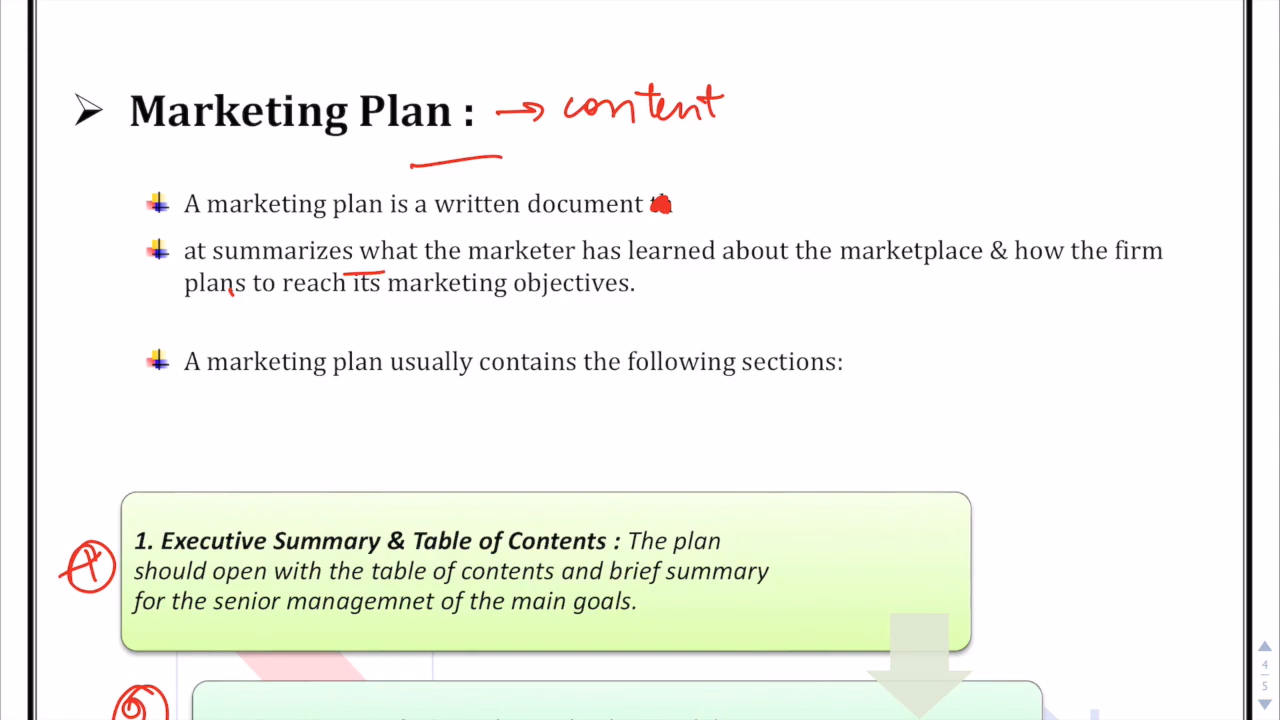 Marketing Plan : → content
A marketing plan is a written document
at summarizes what the marketer has learned about the marketplace & how the firm
plans to reach its marketing objectives.
A marketing plan usually contains the following sections:
1. Executive Summary & Table of Contents : The plan
should open with the table of contents and brief summary
for the senior managemnet of the main goals.
4
5